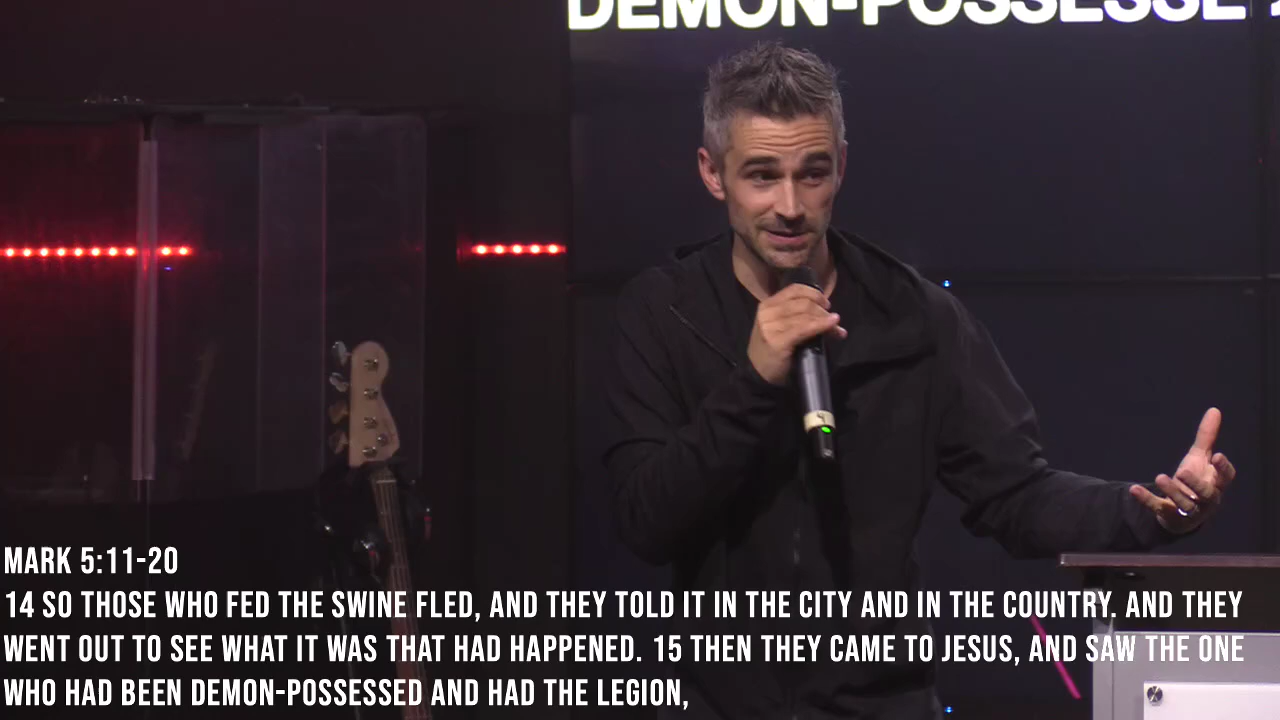 DEMON-POSSESSE
MARK 5:11-20
14 SO THOSE WHO FED THE SWINE FLED, AND THEY TOLD IT IN THE CITY AND IN THE COUNTRY. AND THEY
WENT OUT TO SEE WHAT IT WAS THAT HAD HAPPENED. 15 THEN THEY CAME TO JESUS, AND SAW THE ONE
WHO HAD BEEN DEMON-POSSESSED AND HAD THE LEGION,